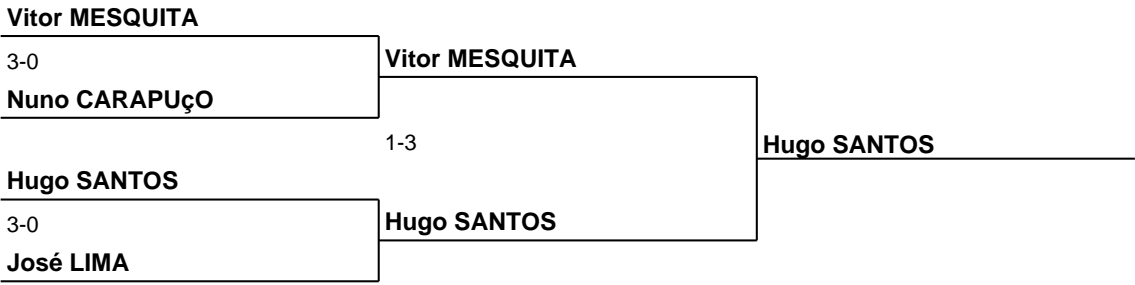 Vitor MESQUITA
3-0
Vitor MESQUITA
Nuno CARAPUçO
1-3
Hugo SANTOS
Hugo SANTOS
3-0
Hugo SANTOS
José LIMA